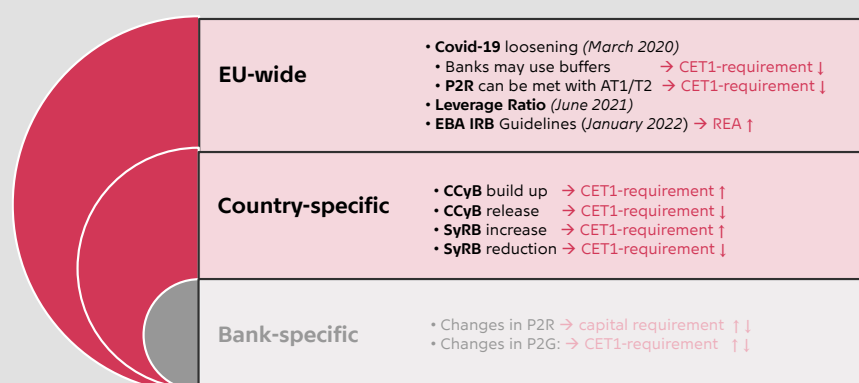 EU-wide
• Covid-19 loosening (March 2020)
• Banks may use buffers → CET1-requirement ↓
• P2R can be met with AT1/T2 → CET1-requirement ↓
• Leverage Ratio (June 2021)
• EBA IRB Guidelines (January 2022) → REA ↑
Country-specific
• CCyB build up → CET1-requirement ↑
• CCyB release → CET1-requirement ↓
• SyRB increase → CET1-requirement ↑
• SyRB reduction → CET1-requirement ↓
Bank-specific
• Changes in P2R → capital requirement ↑↓
• Changes in P2G: → CET1-requirement ↑↓